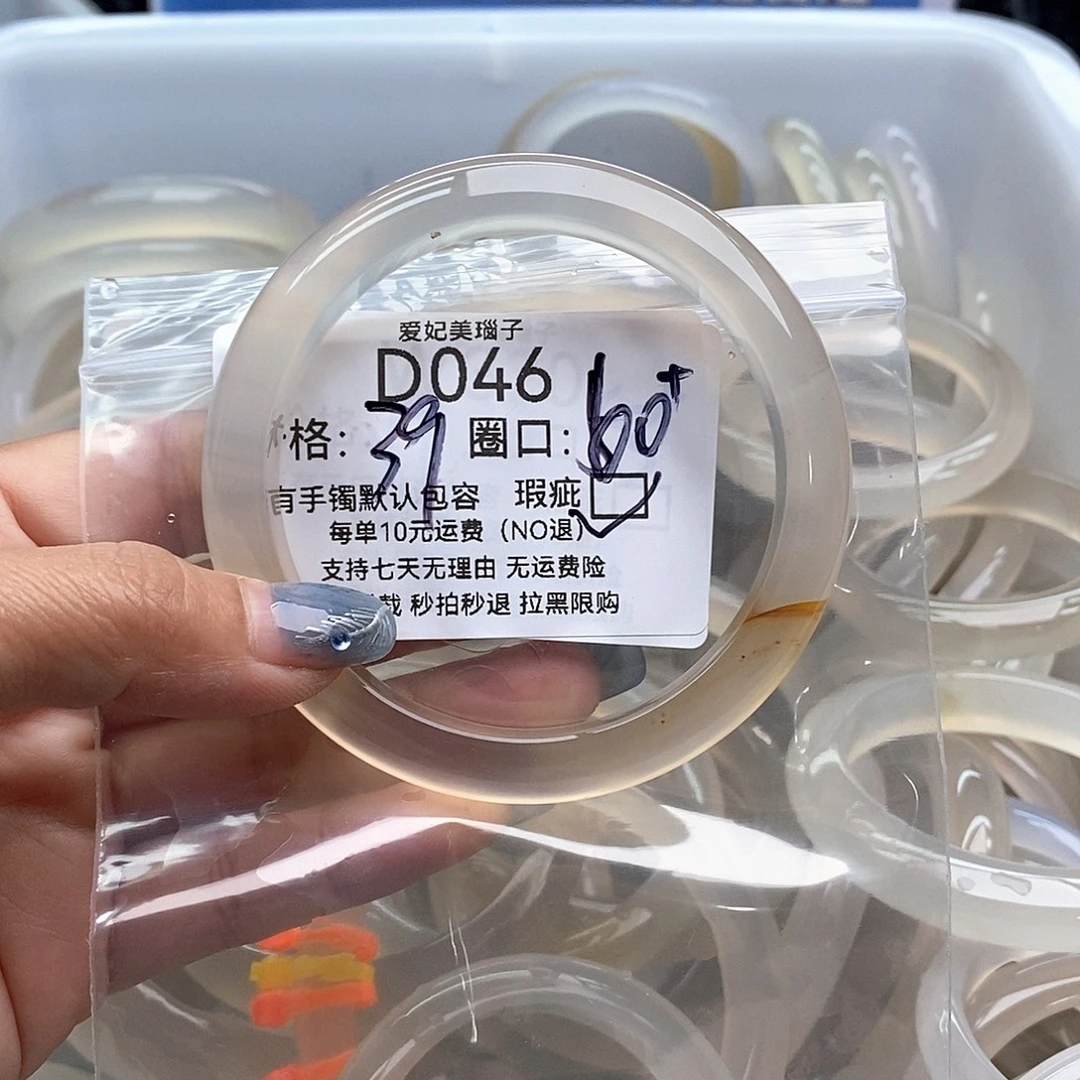 爱妃美瑙子
D046
格：39 圈口：60+
有手镯默认包容 瑕疵
每单10元运费（NO退）
支持七天无理由 无运费险
裁 秒拍秒退 拉黑限购